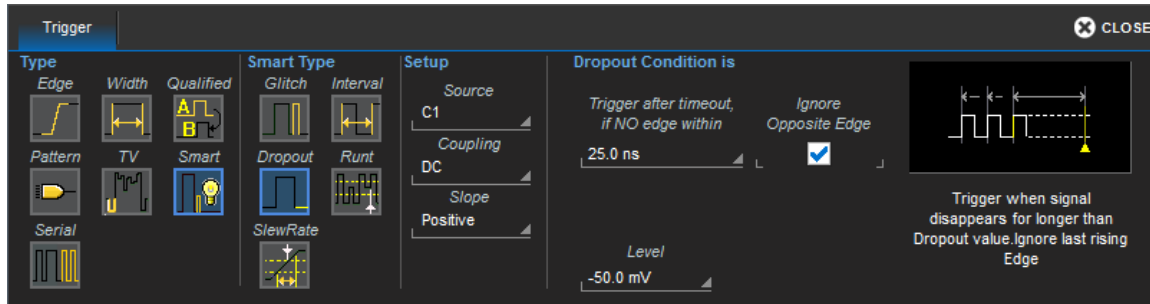 Trigger
CLOSE
Type
Edge
Width
Qualified
A
B
Pattern
TV
Smart
U
Serial
Smart Type
Glitch
Interval
Dropout
Runt
SlewRate
Setup
Source
C1
Coupling
DC
Slope
Positive
Dropout Condition is
Trigger after timeout,
if NO edge within
25.0 ns
Ignore
Opposite Edge
Level
-50.0 mV
Trigger when signal
disappears for longer than
Dropout value.Ignore last rising
Edge